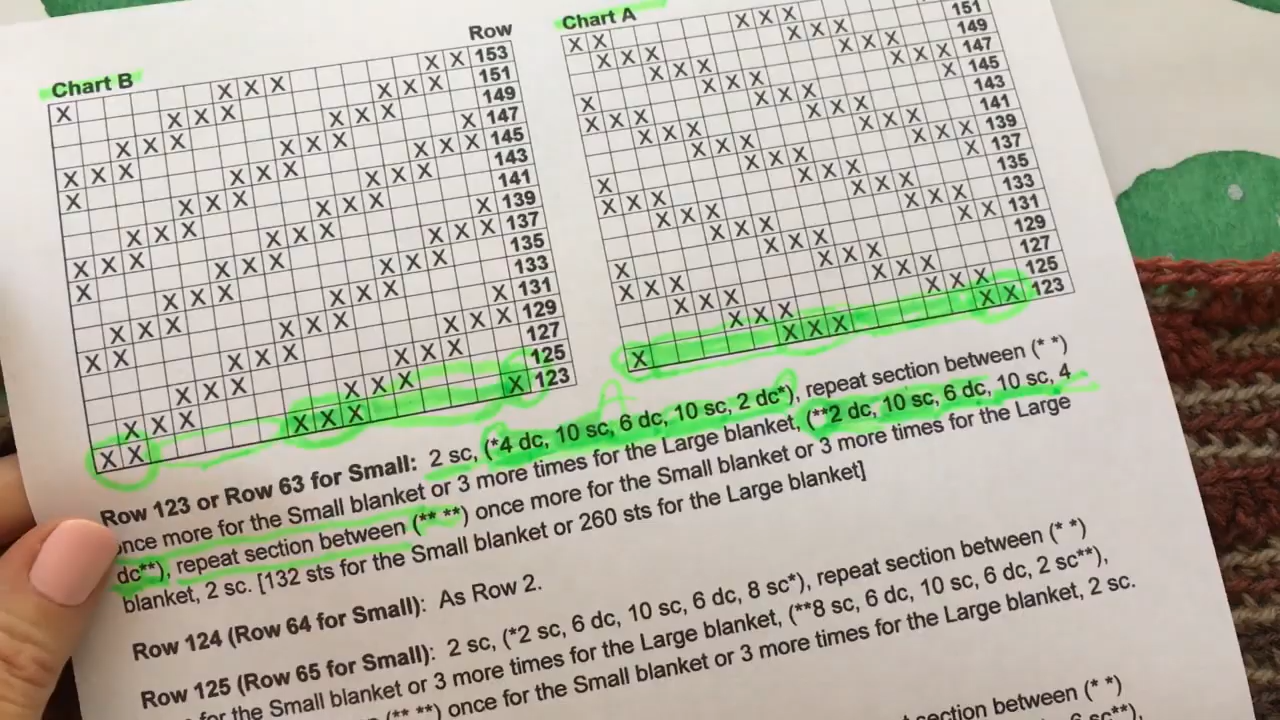 Chart B
Row
153
151
149
147
145
143
141
139
137
135
133
131
129
127
125
123
Chart A
151
149
147
145
143
141
139
137
135
133
131
129
127
125
123
A
Row 123 or Row 63 for Small: 2 sc, (*4 dc, 10 sc, 6 dc, 10 sc, 2 dc*), repeat section between (* *)
once more for the Small blanket or 3 more times for the Large blanket, (**2 dc, 10 sc, 6 dc, 10 sc, 4
dc**), repeat section between (** **) once more for the Small blanket or 3 more times for the Large
blanket, 2 sc. [132 sts for the Small blanket or 260 sts for the Large blanket]
Row 124 (Row 64 for Small): As Row 2.
Row 125 (Row 65 for Small): 2 sc, (*2 sc, 6 dc, 10 sc, 6 dc, 8 sc*), repeat section between (* *)
for the Small blanket or 3 more times for the Large blanket, (**8 sc, 6 dc, 10 sc, 6 dc, 2 sc**),
(** **) once for the Small blanket or 3 more times for the Large blanket, 2 sc.
section between (* *)
6 sc**),